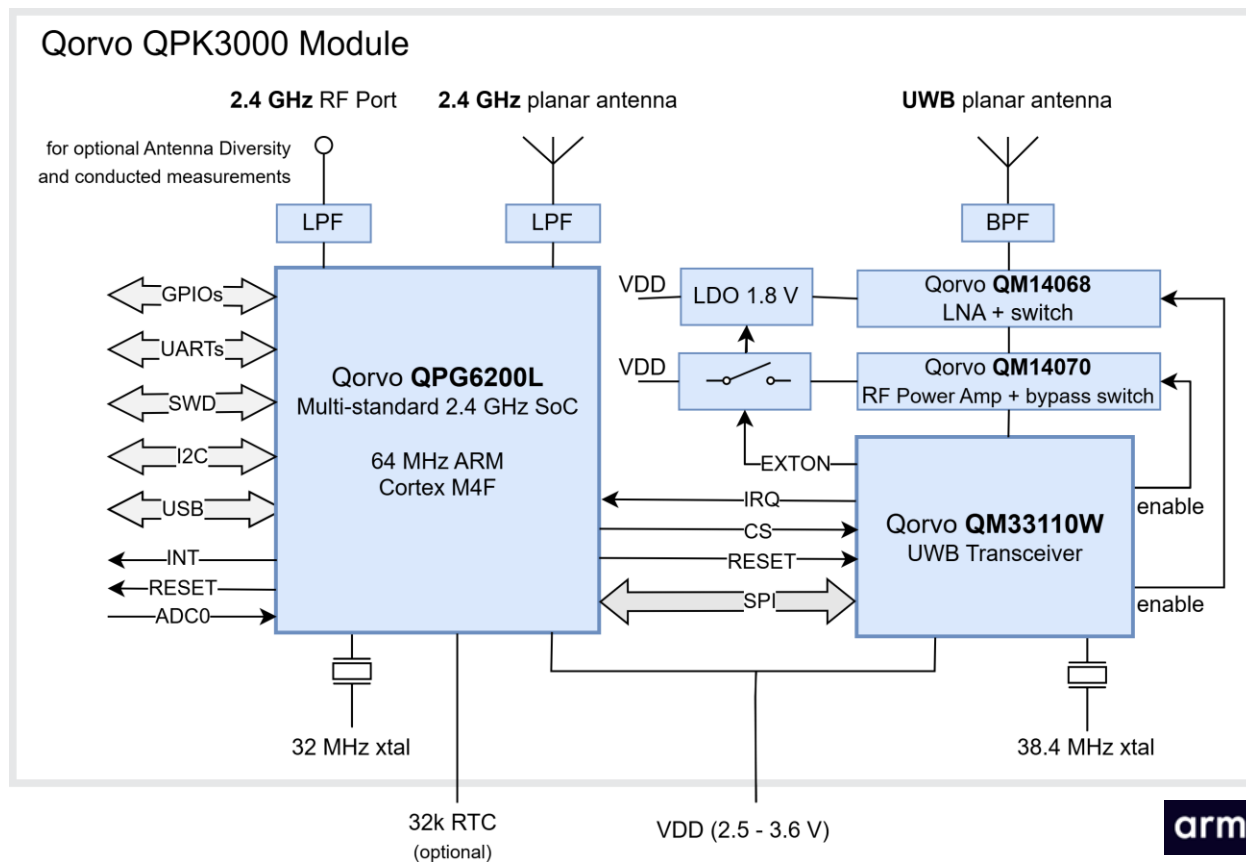 Qorvo QPK3000 Module
2.4 GHz RF Port
2.4 GHz planar antenna
UWB planar antenna
for optional Antenna Diversity
and conducted measurements
LPF
LPF
BPF
GPIOs
UARTs
SWD
I2C
USB
INT
RESET
ADC0
Qorvo QPG6200L
Multi-standard 2.4 GHz SoC
64 MHz ARM
Cortex M4F
VDD
LDO 1.8 V
Qorvo QM14068
LNA + switch
VDD
Qorvo QM14070
RF Power Amp + bypass switch
EXTON
IRQ
CS
RESET
SPI
Qorvo QM33110W
UWB Transceiver
enable
enable
32 MHz xtal
38.4 MHz xtal
32k RTC
(optional)
VDD (2.5 - 3.6 V)
arm